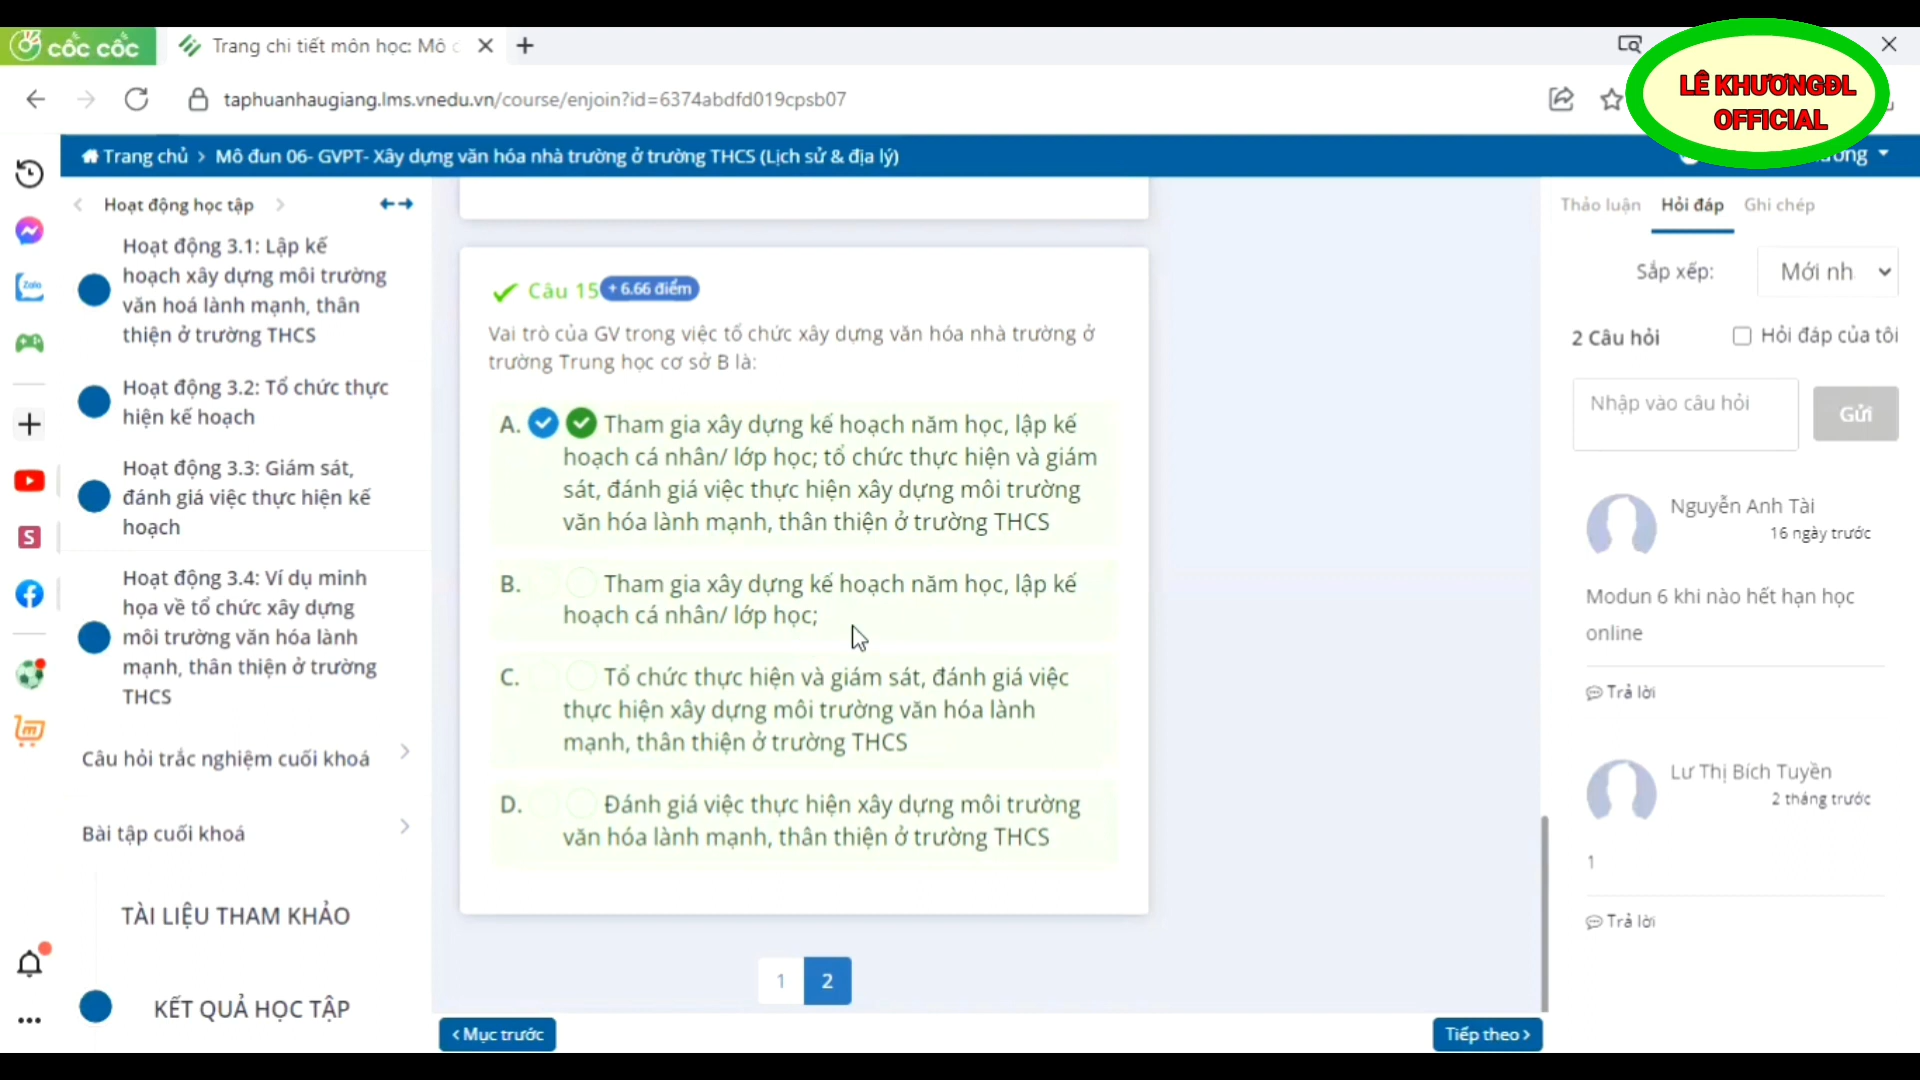 cốc cốc
Trang chi tiết môn học: Mô
taphuanhaugiang.lms.vnedu.vn/course/enjoin?id=6374abdfd019cpsb07
LÊ KHƯƠNGĐL
OFFICIAL
Trang chủ › Mô đun 06- GVPT- Xây dựng văn hóa nhà trường ở trường THCS (Lịch sử & địa lý)
Hoạt động học tập
Hoạt động 3.1: Lập kế
hoạch xây dựng môi trường
văn hoá lành mạnh, thân
thiện ở trường THCS
Hoạt động 3.2: Tổ chức thực
hiện kế hoạch
Hoạt động 3.3: Giám sát,
đánh giá việc thực hiện kế
hoạch
Hoạt động 3.4: Ví dụ minh
họa về tổ chức xây dựng
môi trường văn hóa lành
mạnh, thân thiện ở trường
THCS
Câu hỏi trắc nghiệm cuối khoá
Bài tập cuối khoá
TÀI LIỆU THAM KHẢO
KẾT QUẢ HỌC TẬP
Zalo
S
Câu 15 + 6.66 điểm
Vai trò của GV trong việc tổ chức xây dựng văn hóa nhà trường ở
trường Trung học cơ sở B là:
A. Tham gia xây dựng kế hoạch năm học, lập kế
hoạch cá nhân/ lớp học; tổ chức thực hiện và giám
sát, đánh giá việc thực hiện xây dựng môi trường
văn hóa lành mạnh, thân thiện ở trường THCS
B. Tham gia xây dựng kế hoạch năm học, lập kế
hoạch cá nhân/ lớp học;
C. Tổ chức thực hiện và giám sát, đánh giá việc
thực hiện xây dựng môi trường văn hóa lành
mạnh, thân thiện ở trường THCS
D. Đánh giá việc thực hiện xây dựng môi trường
văn hóa lành mạnh, thân thiện ở trường THCS
1 2
‹ Mục trước
Tiếp theo ›
Thảo luận Hỏi đáp Ghi chép
Sắp xếp: Mới nh
2 Câu hỏi Hỏi đáp của tôi
Nhập vào câu hỏi Gửi
Nguyễn Anh Tài
16 ngày trước
Modun 6 khi nào hết hạn học
online
Trả lời
Lư Thị Bích Tuyền
2 tháng trước
1
Trả lời